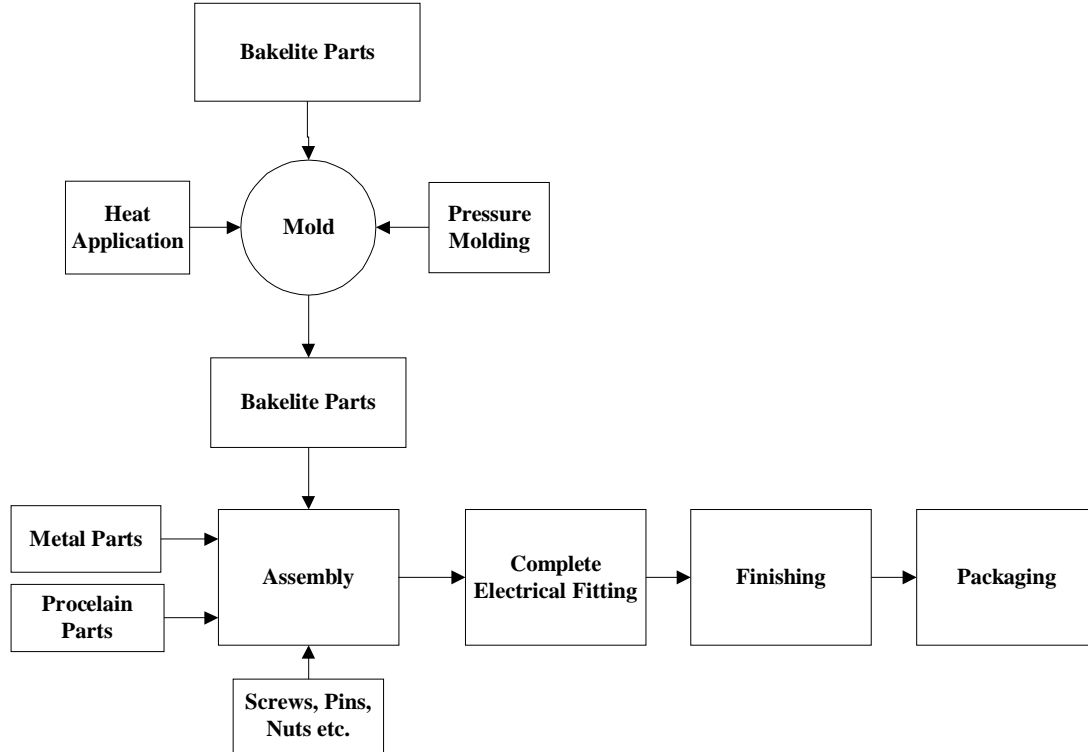 Bakelite Parts
Heat
Application
Mold
Pressure
Molding
Bakelite Parts
Metal Parts
Procelain
Parts
Assembly
Complete
Electrical Fitting
Finishing
Packaging
Screws, Pins,
Nuts etc.